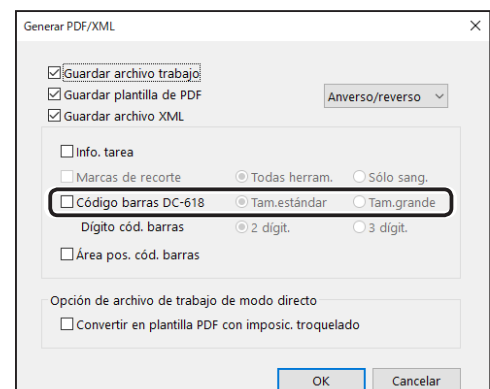 Generar PDF/XML
Guardar archivo trabajo
Guardar plantilla de PDF Anverso/reverso
Guardar archivo XML
Info. tarea
Marcas de recorte Todas herram. Sólo sang.
Código barras DC-618 Tam.estándar Tam.grande
Dígito cód. barras 2 dígit. 3 dígit.
Área pos. cód. barras
Opción de archivo de trabajo de modo directo
Convertir en plantilla PDF con imposic. troquelado
OK Cancelar